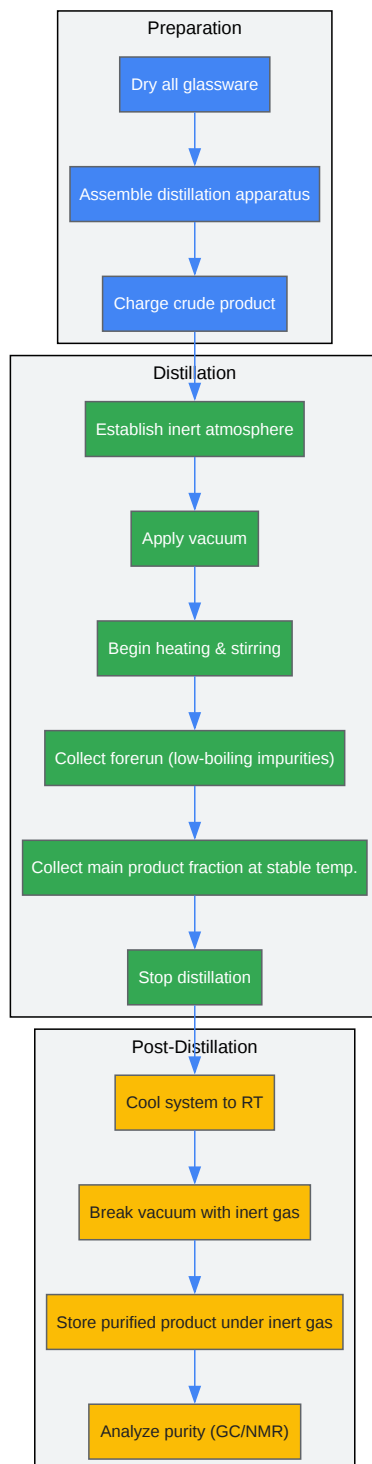 Preparation
Dry all glassware
Assemble distillation apparatus
Charge crude product
Distillation
Establish inert atmosphere
Apply vacuum
Begin heating & stirring
Collect forerun (low-boiling impurities)
Collect main product fraction at stable temp.
Stop distillation
Post-Distillation
Cool system to RT
Break vacuum with inert gas
Store purified product under inert gas
Analyze purity (GC/NMR)